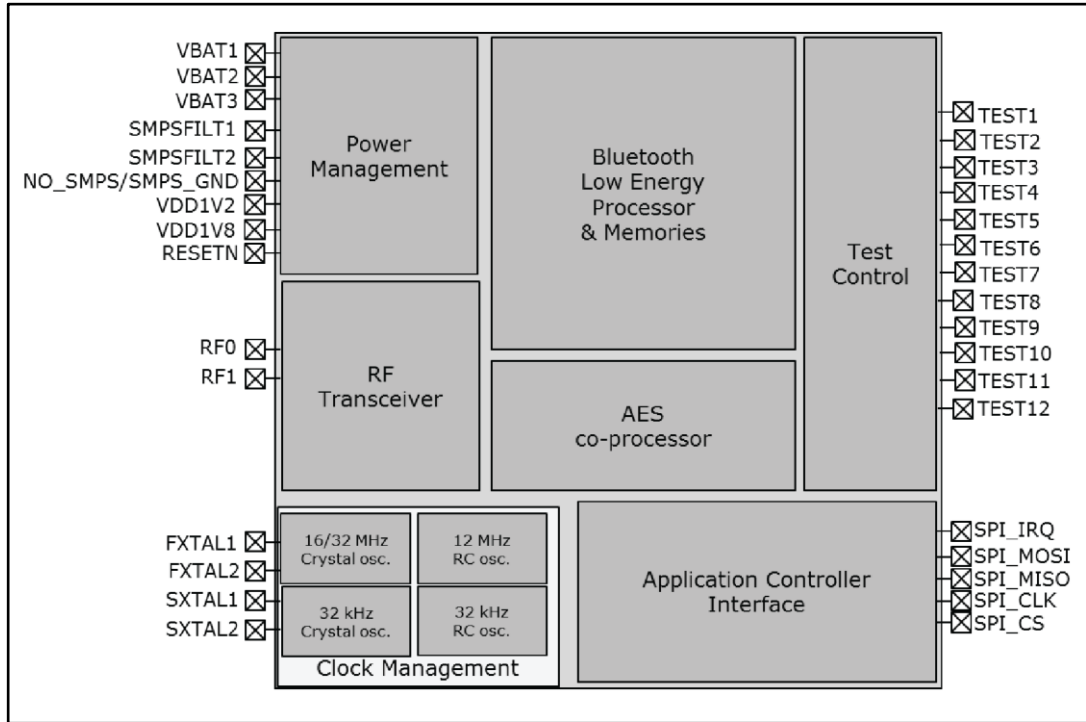 VBAT1
VBAT2
VBAT3
SMPSFILT1
SMPSFILT2
NO_SMPS/SMPS_GND
VDD1V2
VDD1V8
RESETN
RF0
RF1
FXTAL1
FXTAL2
SXTAL1
SXTAL2
Power
Management
RF
Transceiver
16/32 MHz
Crystal osc.
12 MHz
RC osc.
32 kHz
Crystal osc.
32 kHz
RC osc.
Clock Management
Bluetooth
Low Energy
Processor
& Memories
AES
co-processor
Test
Control
Application Controller
Interface
TEST1
TEST2
TEST3
TEST4
TEST5
TEST6
TEST7
TEST8
TEST9
TEST10
TEST11
TEST12
SPI_IRQ
SPI_MOSI
SPI_MISO
SPI_CLK
SPI_CS